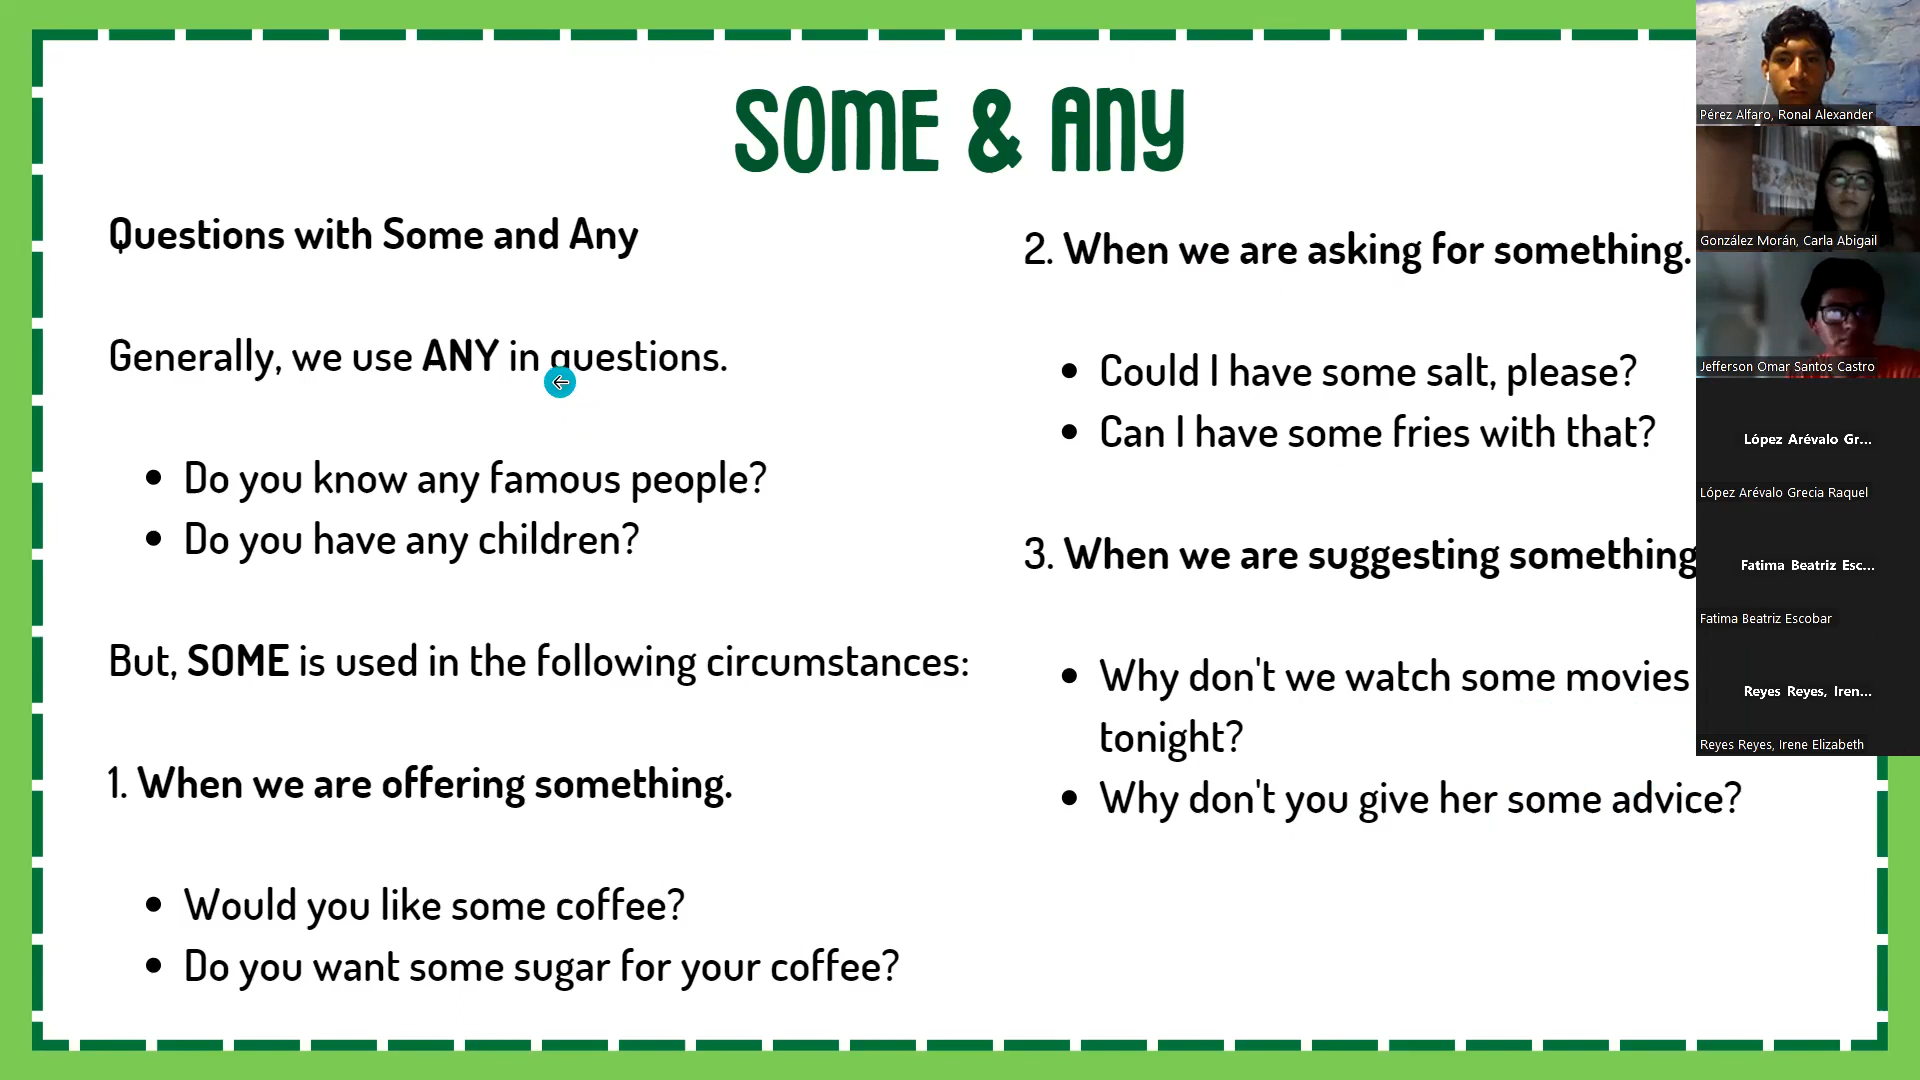 SOME & ANY
Questions with Some and Any
Generally, we use ANY in questions.
Do you know any famous people?
Do you have any children?
But, SOME is used in the following circumstances:
1. When we are offering something.
Would you like some coffee?
Do you want some sugar for your coffee?
2. When we are asking for something.
Could I have some salt, please?
Can I have some fries with that?
3. When we are suggesting something
Why don't we watch some movies
tonight?
Why don't you give her some advice?
Pérez Alfaro, Ronal Alexander
González Morán, Carla Abigail
Jefferson Omar Santos Castro
López Arévalo Gr...
López Arévalo Grecia Raquel
Fatima Beatriz Esc...
Fatima Beatriz Escobar
Reyes Reyes, Iren...
Reyes Reyes, Irene Elizabeth